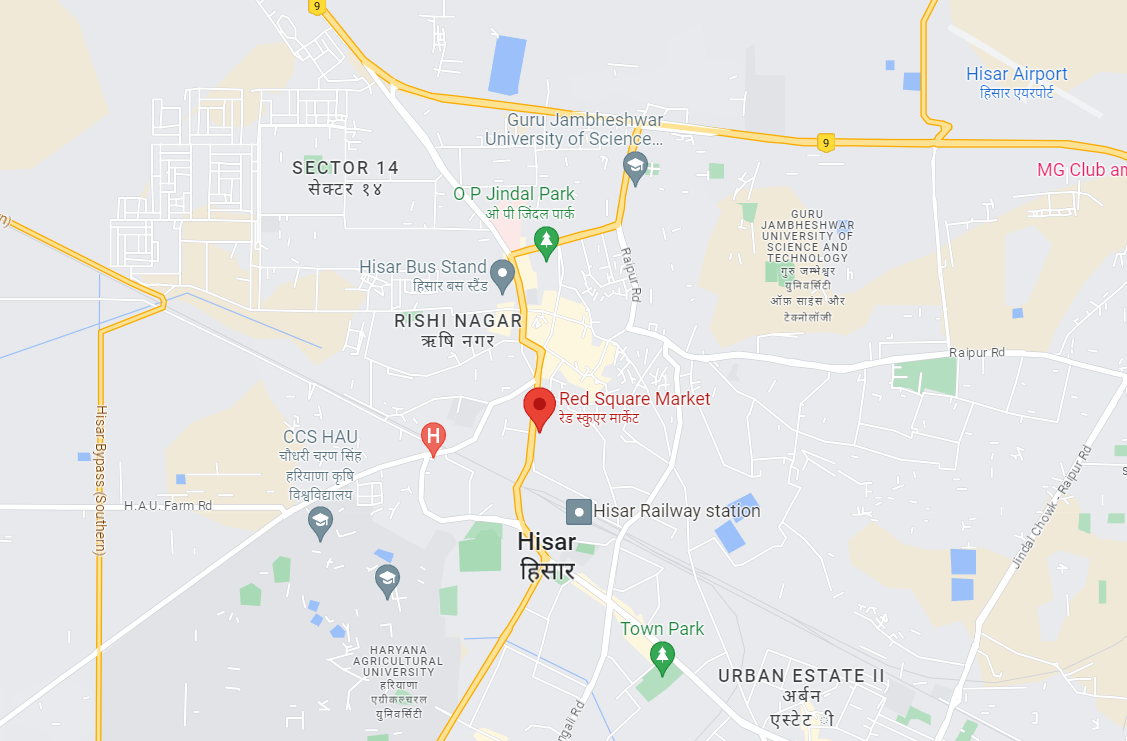 9
Hisar Airport
हिसार एयरपोर्ट
Guru Jambheshwar
University of Science...
9
SECTOR 14
सेक्टर १४
MG Club an
O P Jindal Park
ओ पी जिंदल पार्क
GURU
JAMBHESHWAR
UNIVERSITY OF
SCIENCE AND
TECHNOLOGY
गुरु जम्भेश्वर
युनिवर्सिटी
ऑफ़ साइंस और
टेक्नोलॉजी
Hisar Bus Stand
हिसार बस स्टैंड
Raipur Rd
RISHI NAGAR
ऋषि नगर
Raipur Rd
Red Square Market
रेड स्कुएर मार्केट
H
CCS HAU
चौधरी चरण सिंह
हरियाणा कृषि
विश्वविद्यालय
Hisar Bypass (Southern)
H.A.U. Farm Rd
Hisar Railway station
Jindal Chowk - Raipur Rd
Hisar
हिसार
Town Park
HARYANA
AGRICULTURAL
UNIVERSITY
हरियाणा
एग्रीकल्चरल
युनिवर्सिटी
URBAN ESTATE II
अर्बन
एस्टेट ी
ngali Rd